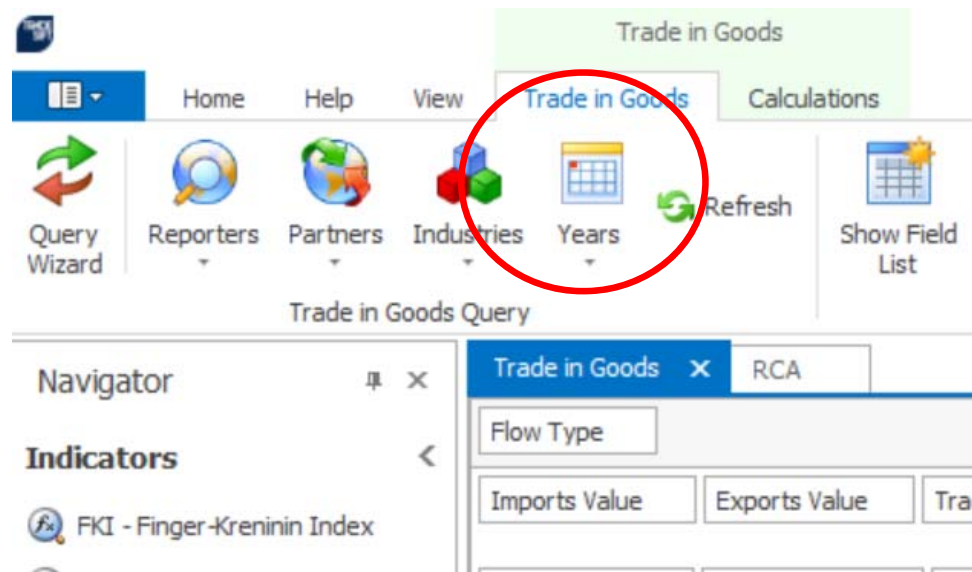 Trade in Goods
Home Help View Trade in Goods Calculations
Query Wizard Reporters Partners Industries Years Refresh Show Field List
Trade in Goods Query
Navigator
Trade in Goods RCA
Flow Type
Indicators
Imports Value Exports Value Tra
FKI - Finger-Kreninin Index